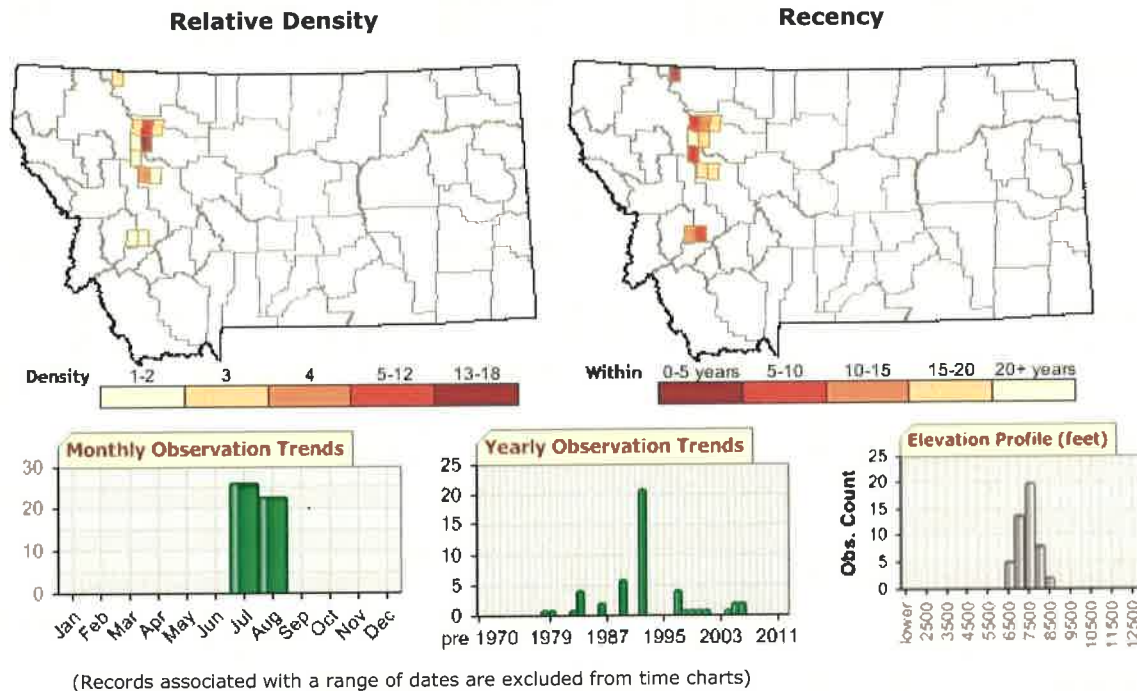 Relative Density
Recency
Density 1-2 3 4 5-12 13-18
Within 0-5 years 5-10 10-15 15-20 20+ years
Monthly Observation Trends
30
20
10
0
Jan Feb Mar Apr May Jun Jul Aug Sep Oct Nov Dec
Yearly Observation Trends
25
20
15
10
5
0
pre 1970 1979 1987 1995 2003 2011
Elevation Profile (feet)
Obs. Count
25
20
15
10
5
0
lower 2500 3500 4500 5500 6500 7500 8500 9500 10500 11500 12500
(Records associated with a range of dates are excluded from time charts)